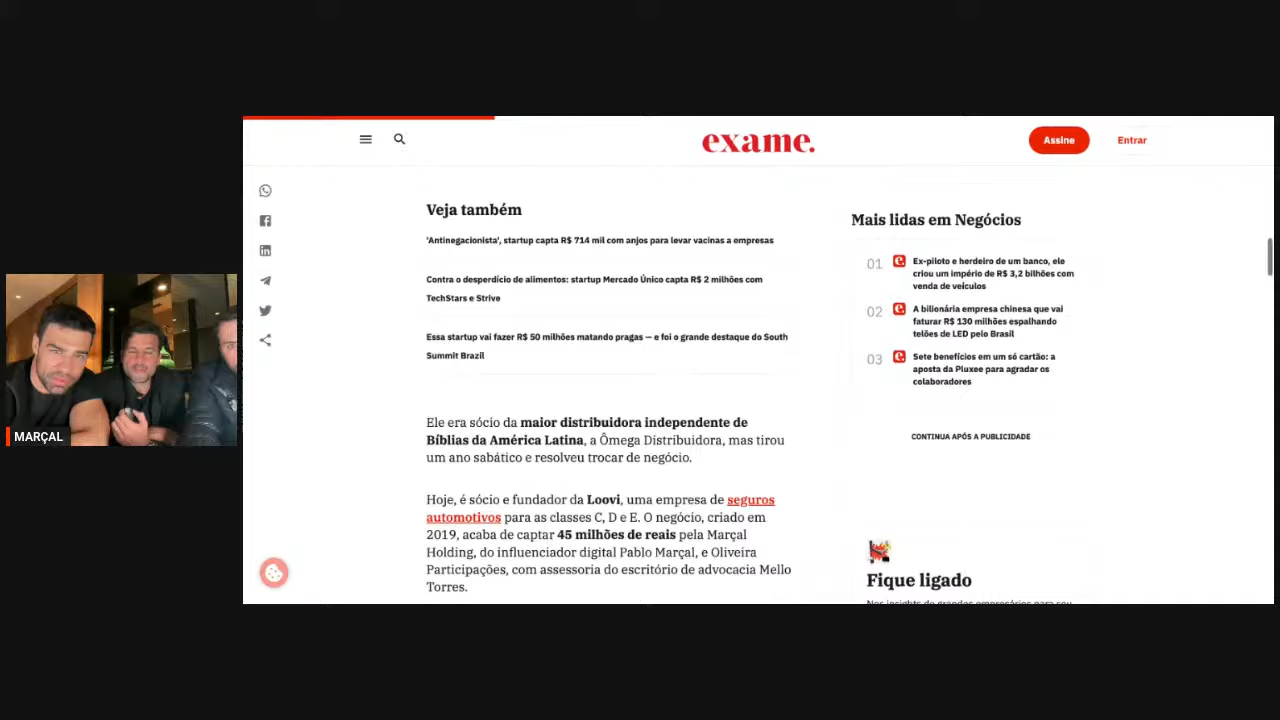 exame.
Assine
Entrar
Veja também
'Antinegacionista', startup capta R$ 714 mil com anjos para levar vacinas a empresas
Contra o desperdício de alimentos: startup Mercado Único capta R$ 2 milhões com
TechStars e Strive
Essa startup vai fazer R$ 50 milhões matando pragas — e foi o grande destaque do South
Summit Brazil
Ele era sócio da maior distribuidora independente de
Bíblias da América Latina, a Ômega Distribuidora, mas tirou
um ano sabático e resolveu trocar de negócio.
Hoje, é sócio e fundador da Loovi, uma empresa de seguros
automotivos para as classes C, D e E. O negócio, criado em
2019, acaba de captar 45 milhões de reais pela Marçal
Holding, do influenciador digital Pablo Marçal, e Oliveira
Participações, com assessoria do escritório de advocacia Mello
Torres.
Mais lidas em Negócios
01
Ex-piloto e herdeiro de um banco, ele
criou um império de R$ 3,2 bilhões com
venda de veículos
02
A bilionária empresa chinesa que vai
faturar R$ 130 milhões espalhando
telões de LED pelo Brasil
03
Sete benefícios em um só cartão: a
aposta da Pluxee para agradar os
colaboradores
CONTINUA APÓS A PUBLICIDADE
Fique ligado
MARÇAL